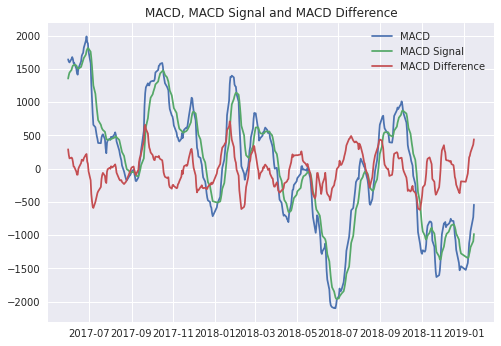 MACD, MACD Signal and MACD Difference
MACD
MACD Signal
MACD Difference
2000
1500
1000
500
0
−500
−1000
−1500
−2000
2017-07 2017-09 2017-11 2018-01 2018-03 2018-05 2018-07 2018-09 2018-11 2019-01